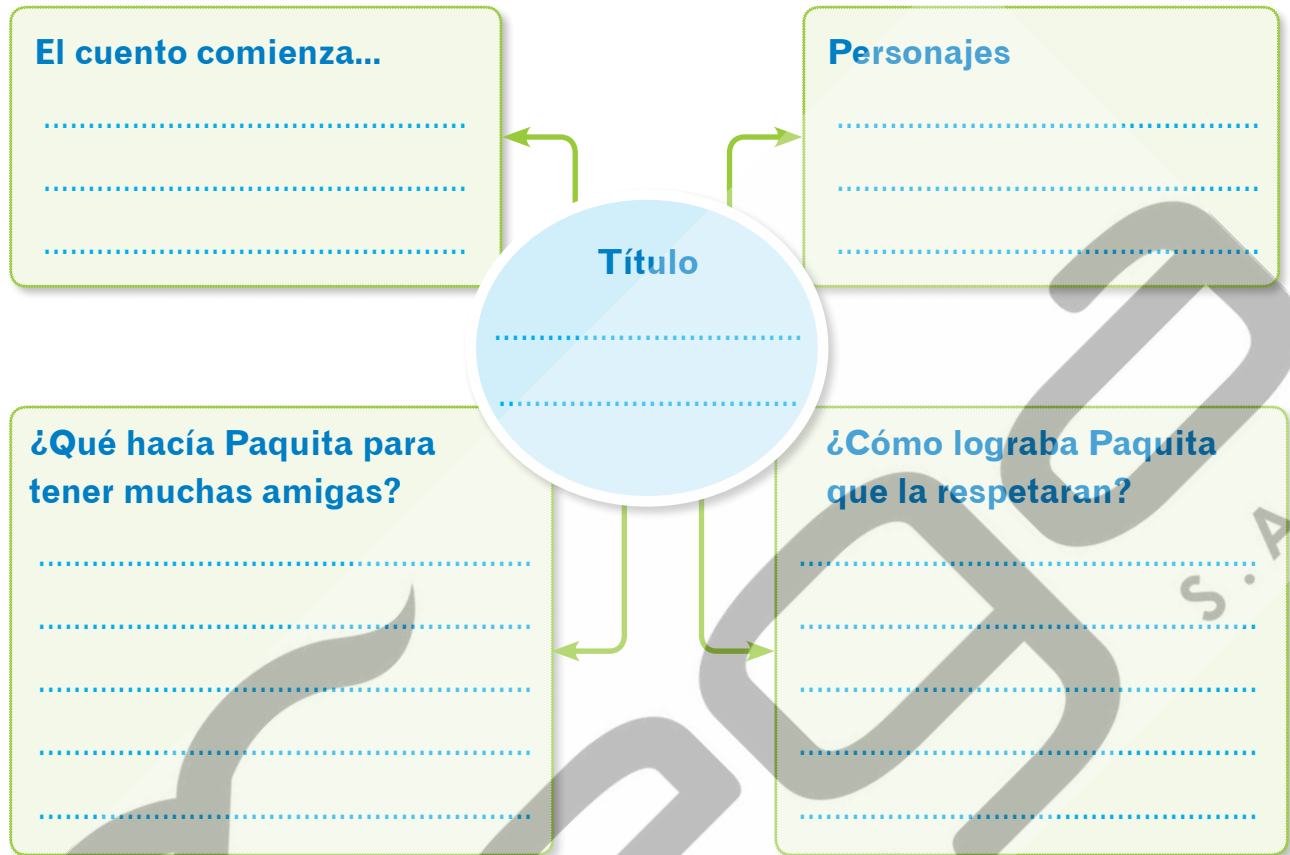 El cuento comienza...
Personajes
Título
¿Qué hacía Paquita para
tener muchas amigas?
¿Cómo lograba Paquita
que la respetaran?
S.A